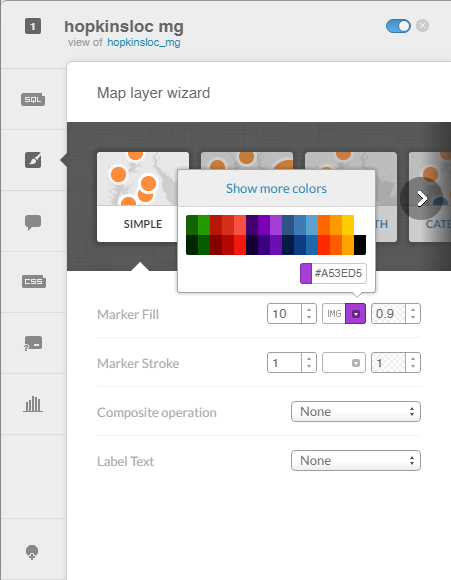 1
hopkinsloc mg
view of hopkinsloc_mg
SQL
Map layer wizard
Show more colors
SIMPLE
TH
CATE
#A53ED5
CSS
Marker Fill 10 IMG 0.9
?
Marker Stroke 1 1
Composite operation None
Label Text None